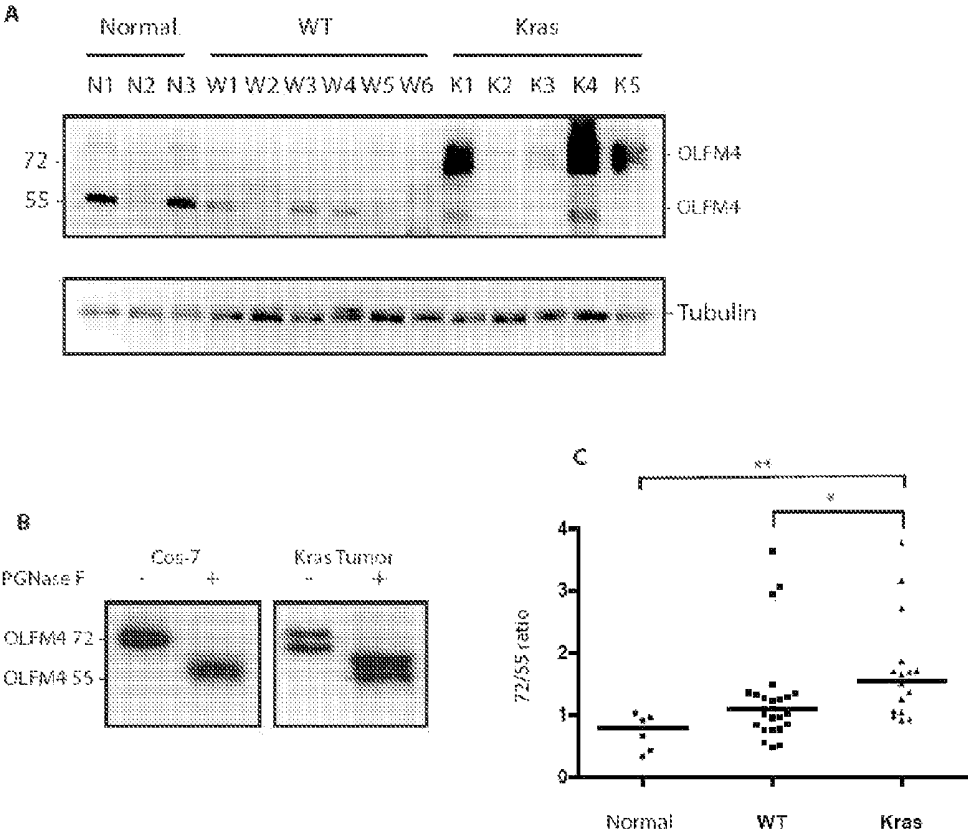 A
Normal WT Kras
N1 N2 N3 W1 W2 W3 W4 W5 W6 K1 K2 K3 K4 K5
72 -
- OLFM4
55 -
- OLFM4
- Tubulin
B
Cos-7 Kras Tumor
PGNase F - + - +
OLFM4 72 -
OLFM4 55 -
C
**
*
4
3
2
1
0
72/55 ratio
Normal WT Kras